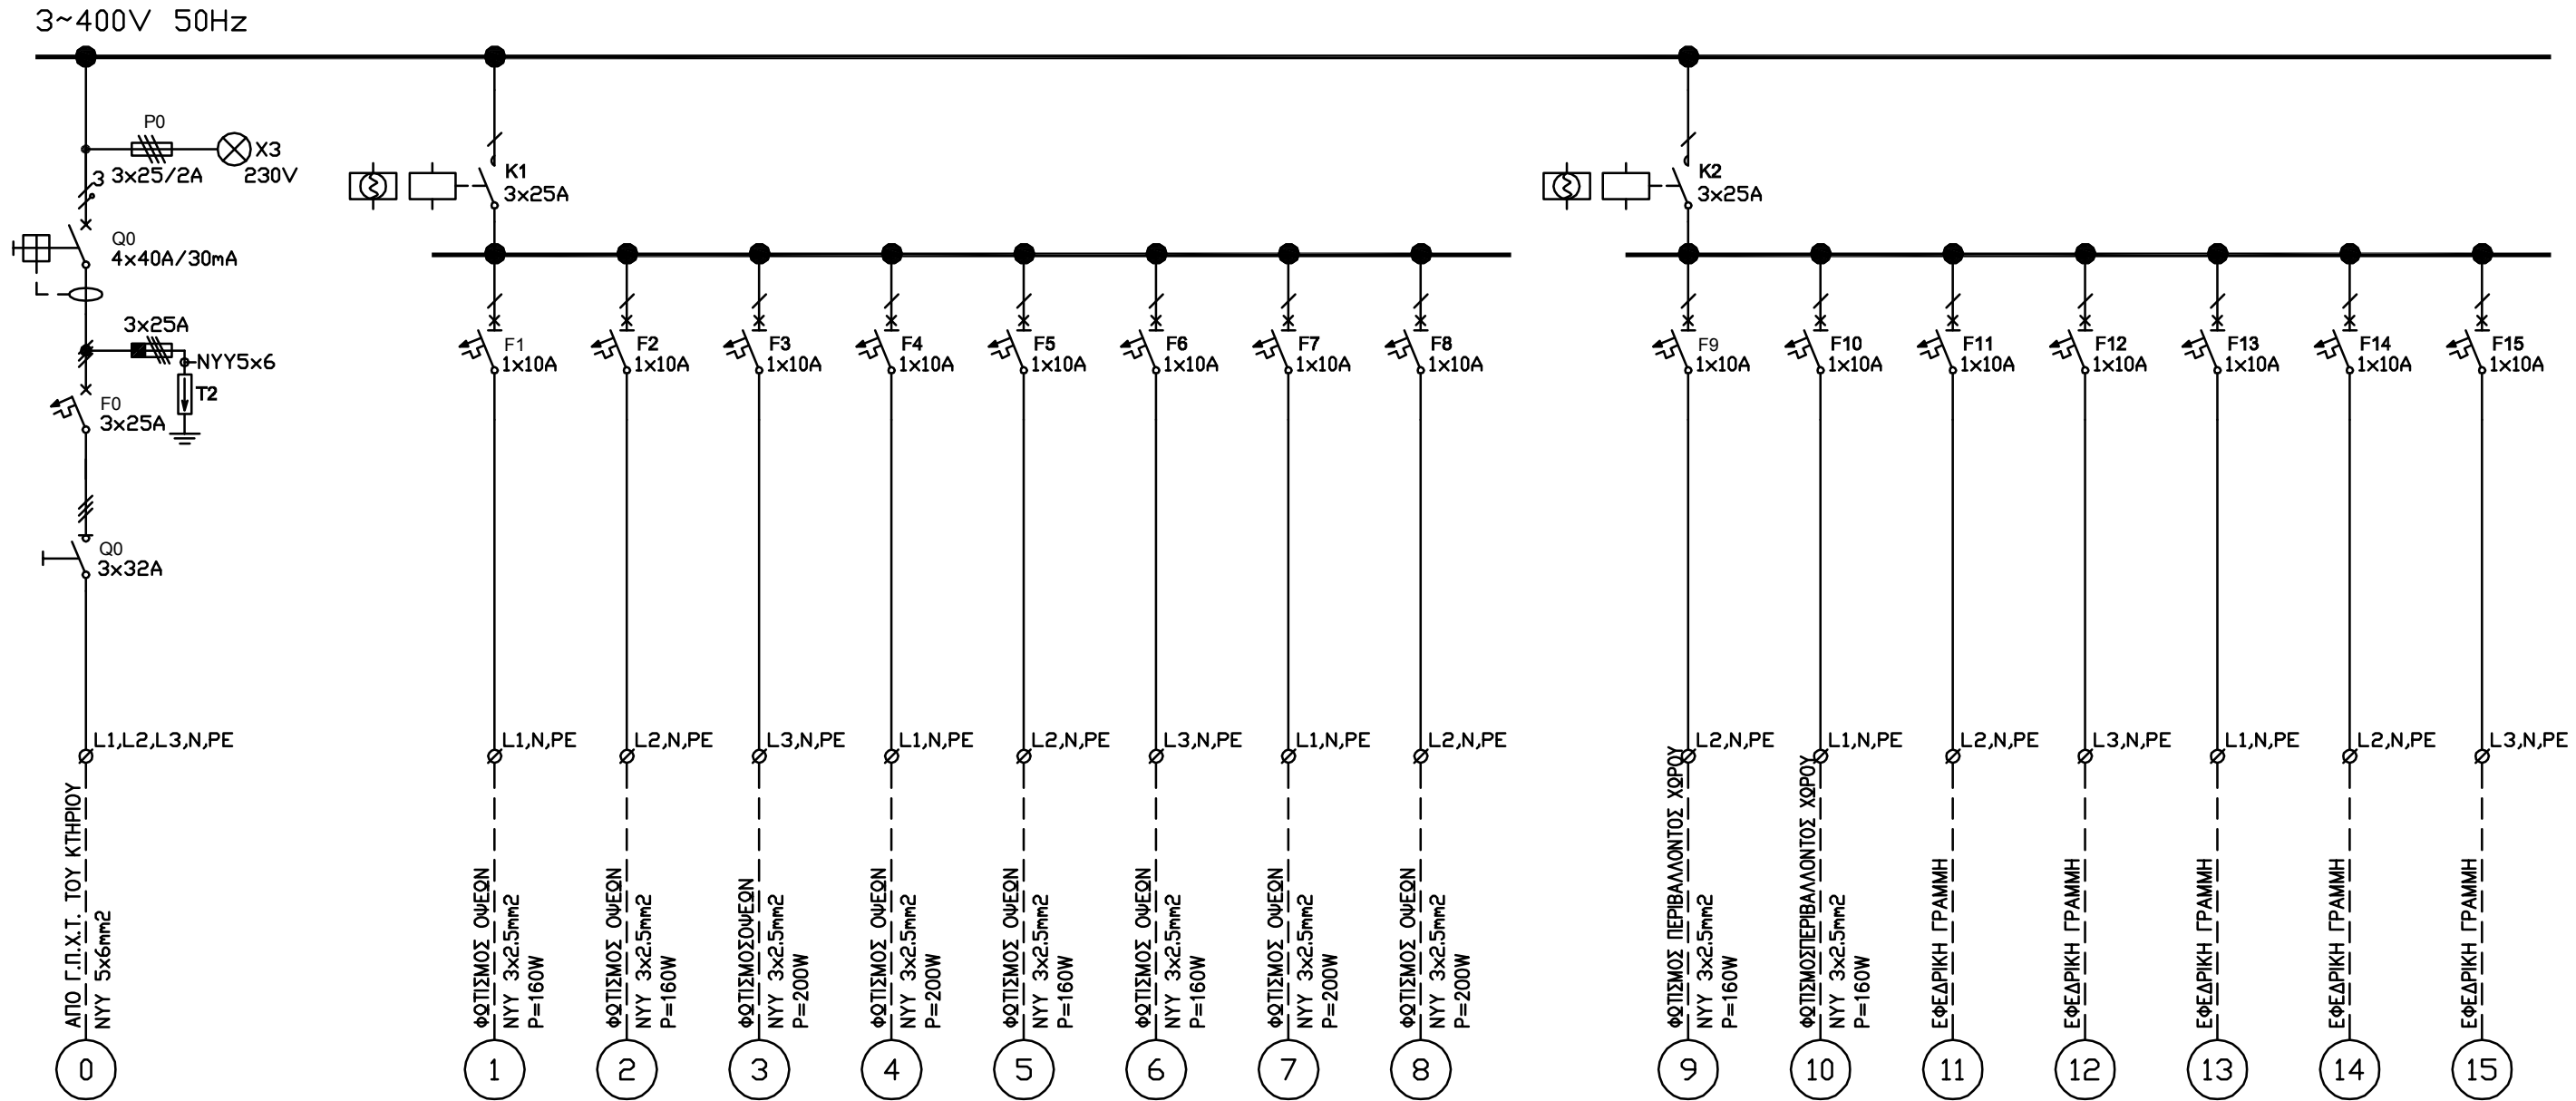 3~400V 50Hz
P0
X3
3x25/2A
230V
3
Q0
4x40A/30mA
3x25A
NYY5x6
T2
F0
3x25A
Q0
3x32A
L1,L2,L3,N,PE
ΑΠΟ Γ.Π.Χ.Τ. ΤΟΥ ΚΤΗΡΙΟΥ
NYY 5x6mm2
0
K1
3x25A
F1
1x10A
L1,N,PE
ΦΩΤΙΣΜΟΣ ΟΨΕΩΝ
NYY 3x2.5mm2
P=160W
1
F2
1x10A
L2,N,PE
ΦΩΤΙΣΜΟΣ ΟΨΕΩΝ
NYY 3x2.5mm2
P=160W
2
F3
1x10A
L3,N,PE
ΦΩΤΙΣΜΟΣΟΨΕΩΝ
NYY 3x2.5mm2
P=200W
3
F4
1x10A
L1,N,PE
ΦΩΤΙΣΜΟΣ ΟΨΕΩΝ
NYY 3x2.5mm2
P=200W
4
F5
1x10A
L2,N,PE
ΦΩΤΙΣΜΟΣ ΟΨΕΩΝ
NYY 3x2.5mm2
P=160W
5
F6
1x10A
L3,N,PE
ΦΩΤΙΣΜΟΣ ΟΨΕΩΝ
NYY 3x2.5mm2
P=160W
6
F7
1x10A
L1,N,PE
ΦΩΤΙΣΜΟΣ ΟΨΕΩΝ
NYY 3x2.5mm2
P=200W
7
F8
1x10A
L2,N,PE
ΦΩΤΙΣΜΟΣ ΟΨΕΩΝ
NYY 3x2.5mm2
P=200W
8
K2
3x25A
F9
1x10A
L2,N,PE
ΦΩΤΙΣΜΟΣ ΠΕΡΙΒΑΛΛΟΝΤΟΣ ΧΩΡΟΥ
NYY 3x2.5mm2
P=160W
9
F10
1x10A
L1,N,PE
ΦΩΤΙΣΜΟΣΠΕΡΙΒΑΛΛΟΝΤΟΣ ΧΩΡΟΥ
NYY 3x2.5mm2
P=160W
10
F11
1x10A
L2,N,PE
ΕΦΕΔΡΙΚΗ ΓΡΑΜΜΗ
11
F12
1x10A
L3,N,PE
ΕΦΕΔΡΙΚΗ ΓΡΑΜΜΗ
12
F13
1x10A
L1,N,PE
ΕΦΕΔΡΙΚΗ ΓΡΑΜΜΗ
13
F14
1x10A
L2,N,PE
ΕΦΕΔΡΙΚΗ ΓΡΑΜΜΗ
14
F15
1x10A
L3,N,PE
ΕΦΕΔΡΙΚΗ ΓΡΑΜΜΗ
15